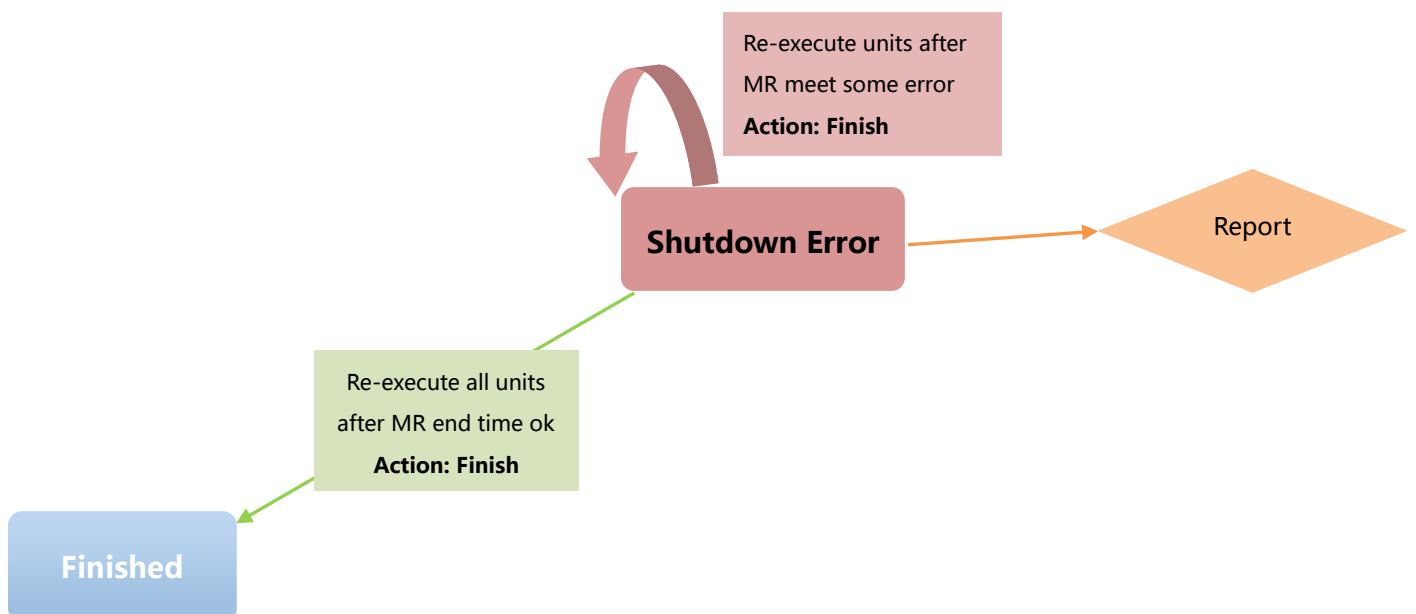 Re-execute units after
MR meet some error
Action: Finish
Shutdown Error
Report
Re-execute all units
after MR end time ok
Action: Finish
Finished